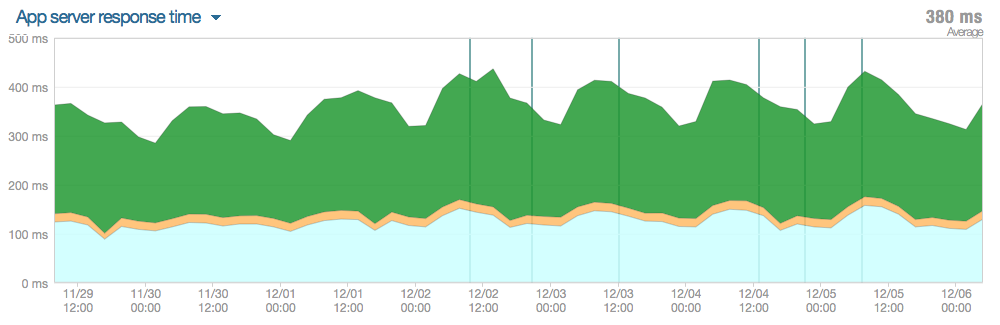 App server response time
380 ms
Average
500 ms
400 ms
300 ms
200 ms
100 ms
0 ms
11/29 11/30 11/30 12/01 12/01 12/02 12/02 12/03 12/03 12/04 12/04 12/05 12/05 12/06
12:00 00:00 12:00 00:00 12:00 00:00 12:00 00:00 12:00 00:00 12:00 00:00 12:00 00:00